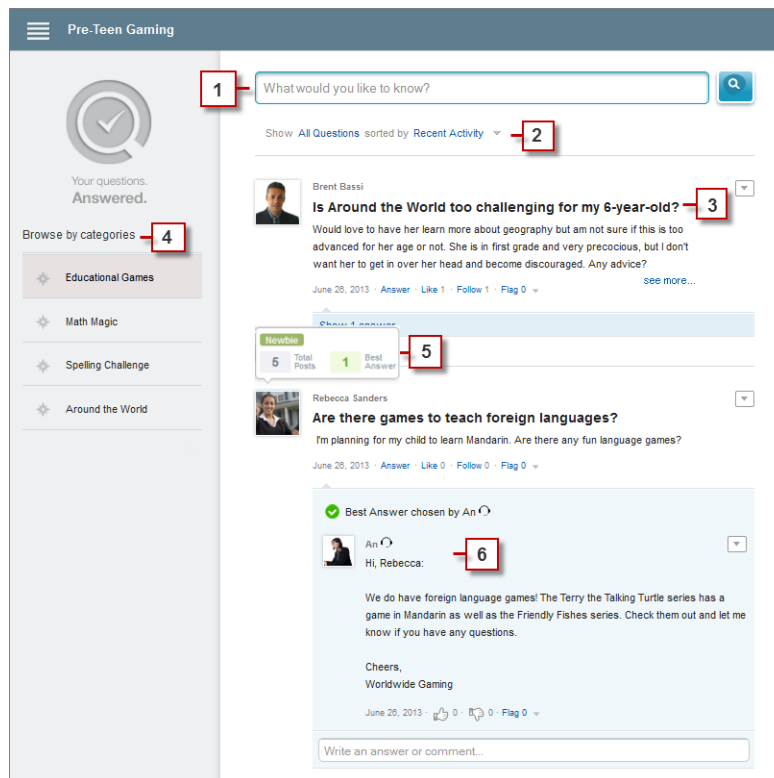 Pre-Teen Gaming
Your questions.
Answered.
Browse by categories
4
Educational Games
Math Magic
Spelling Challenge
Around the World
1
What would you like to know?
Show All Questions sorted by Recent Activity
2
Brent Bassi
Is Around the World too challenging for my 6-year-old?
3
Would love to have her learn more about geography but am not sure if this is too
advanced for her age or not. She is in first grade and very precocious, but I don't
want her to get in over her head and become discouraged. Any advice?
see more...
June 26, 2013 · Answer · Like 1 · Follow 1 · Flag 0
Show 1 answer
Newbie
5 Total Posts 1 Best Answer
5
Rebecca Sanders
Are there games to teach foreign languages?
I'm planning for my child to learn Mandarin. Are there any fun language games?
June 26, 2013 · Answer · Like 0 · Follow 0 · Flag 0
Best Answer chosen by An
An
6
Hi, Rebecca:
We do have foreign language games! The Terry the Talking Turtle series has a
game in Mandarin as well as the Friendly Fishes series. Check them out and let me
know if you have any questions.
Cheers,
Worldwide Gaming
June 26, 2013 · 0 · 0 · Flag 0
Write an answer or comment...